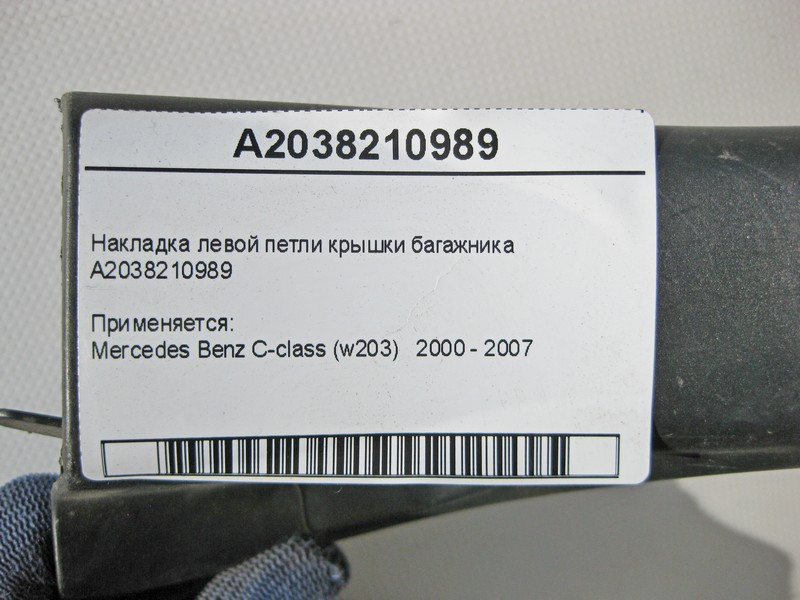 A2038210989
Накладка левой петли крышки багажника
A2038210989
Применяется:
Mercedes Benz C-class (w203) 2000 - 2007